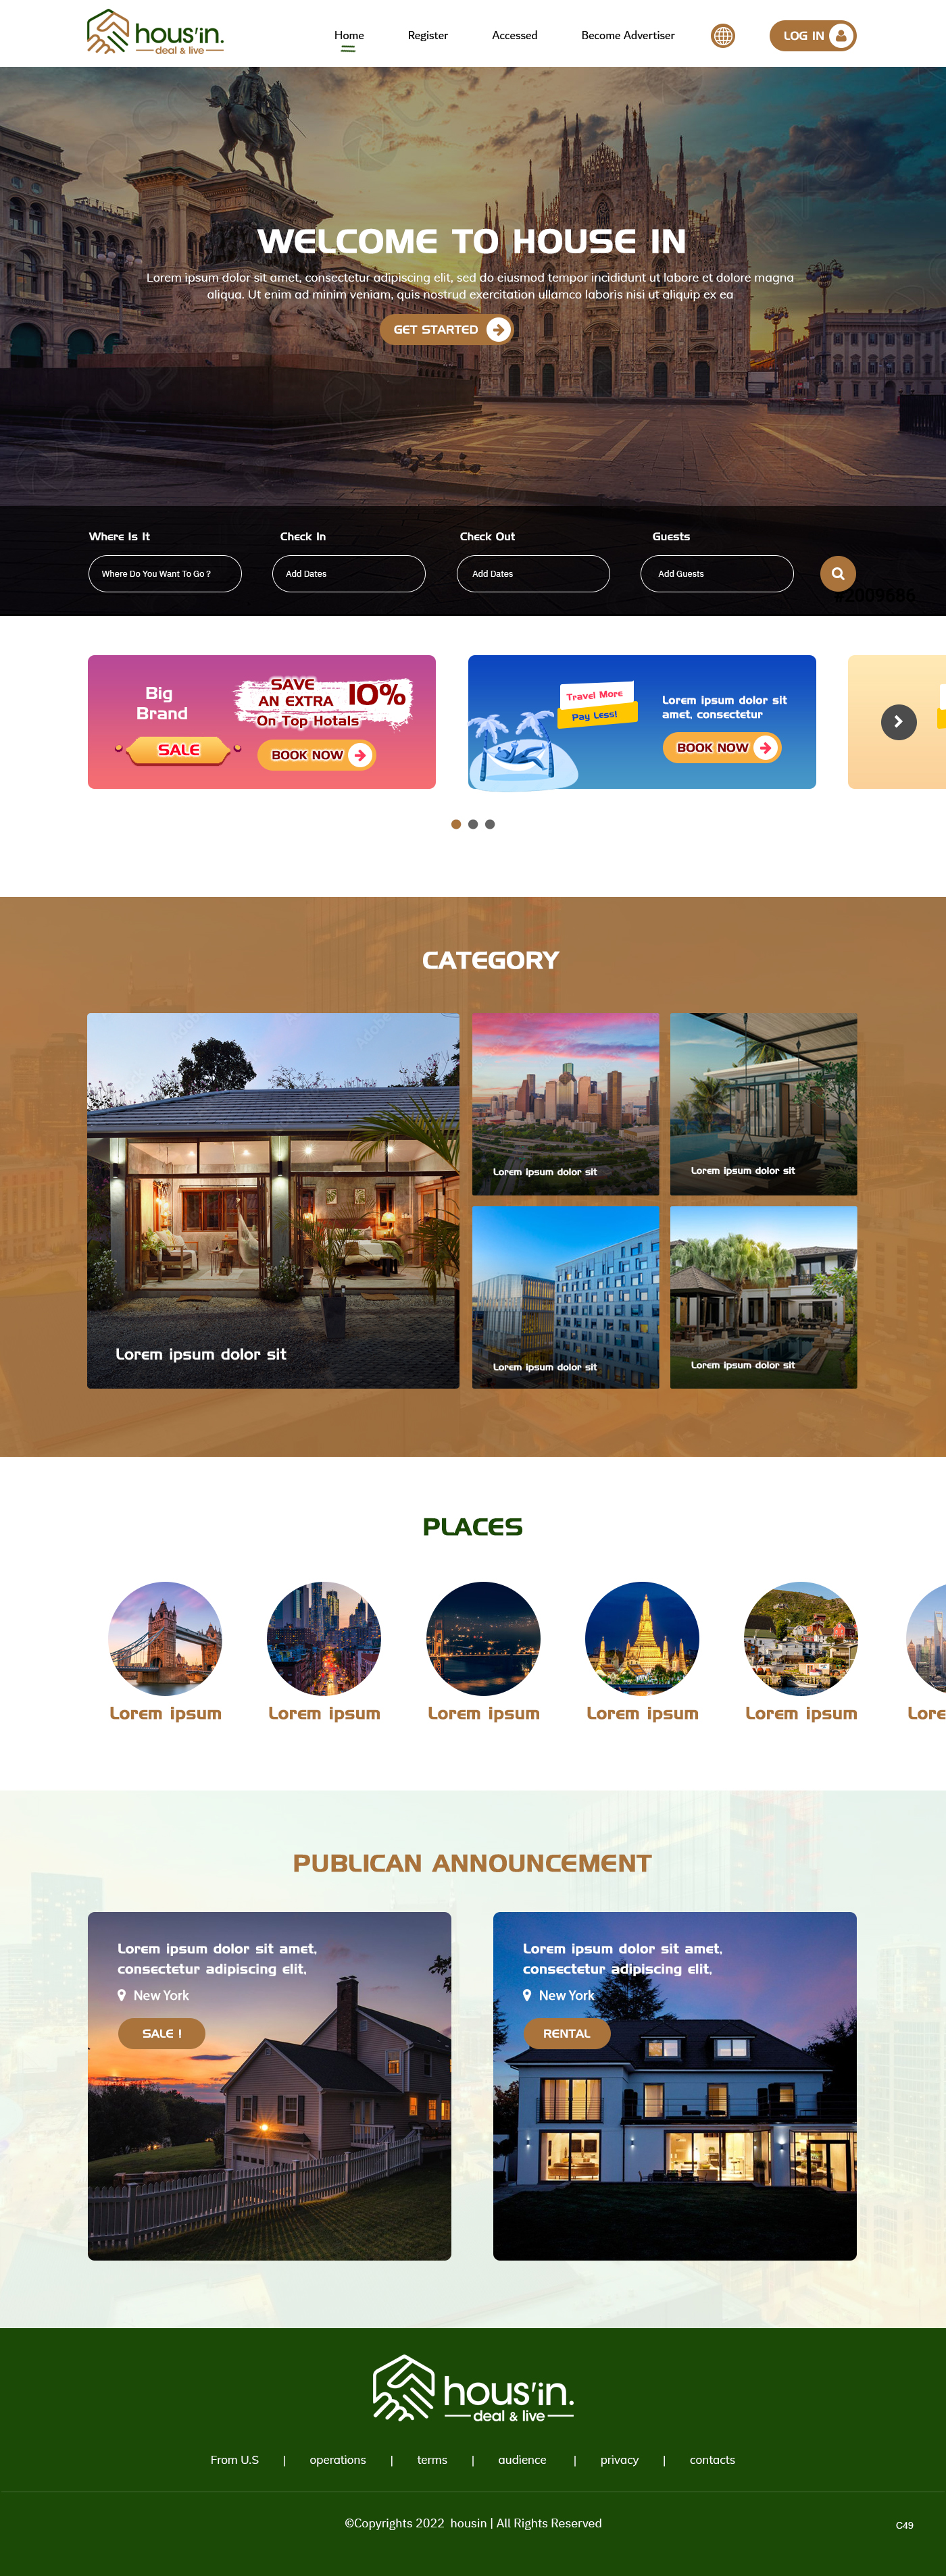 hous'in.
deal & live
Home
Register
Accessed
Become Advertiser
LOG IN
WELCOME TO HOUSE IN
Lorem ipsum dolor sit amet, consectetur adipiscing elit, sed do eiusmod tempor incididunt ut labore et dolore magna
aliqua. Ut enim ad minim veniam, quis nostrud exercitation ullamco laboris nisi ut aliquip ex ea
GET STARTED
Where Is It
Check In
Check Out
Guests
Where Do You Want To Go ?
Add Dates
Add Dates
Add Guests
#2009686
Big
Brand
SALE
SAVE
AN EXTRA 10%
On Top Hotals
BOOK NOW
Travel More
Pay Less!
Lorem ipsum dolor sit
amet, consectetur
BOOK NOW
CATEGORY
Lorem ipsum dolor sit
Lorem ipsum dolor sit
Lorem ipsum dolor sit
Lorem ipsum dolor sit
Lorem ipsum dolor sit
PLACES
Lorem ipsum
Lorem ipsum
Lorem ipsum
Lorem ipsum
Lorem ipsum
Lore
PUBLICAN ANNOUNCEMENT
Lorem ipsum dolor sit amet,
consectetur adipiscing elit,
New York
SALE !
Lorem ipsum dolor sit amet,
consectetur adipiscing elit,
New York
RENTAL
hous'in.
deal & live
From U.S | operations | terms | audience | privacy | contacts
©Copyrights 2022 housin | All Rights Reserved
C49